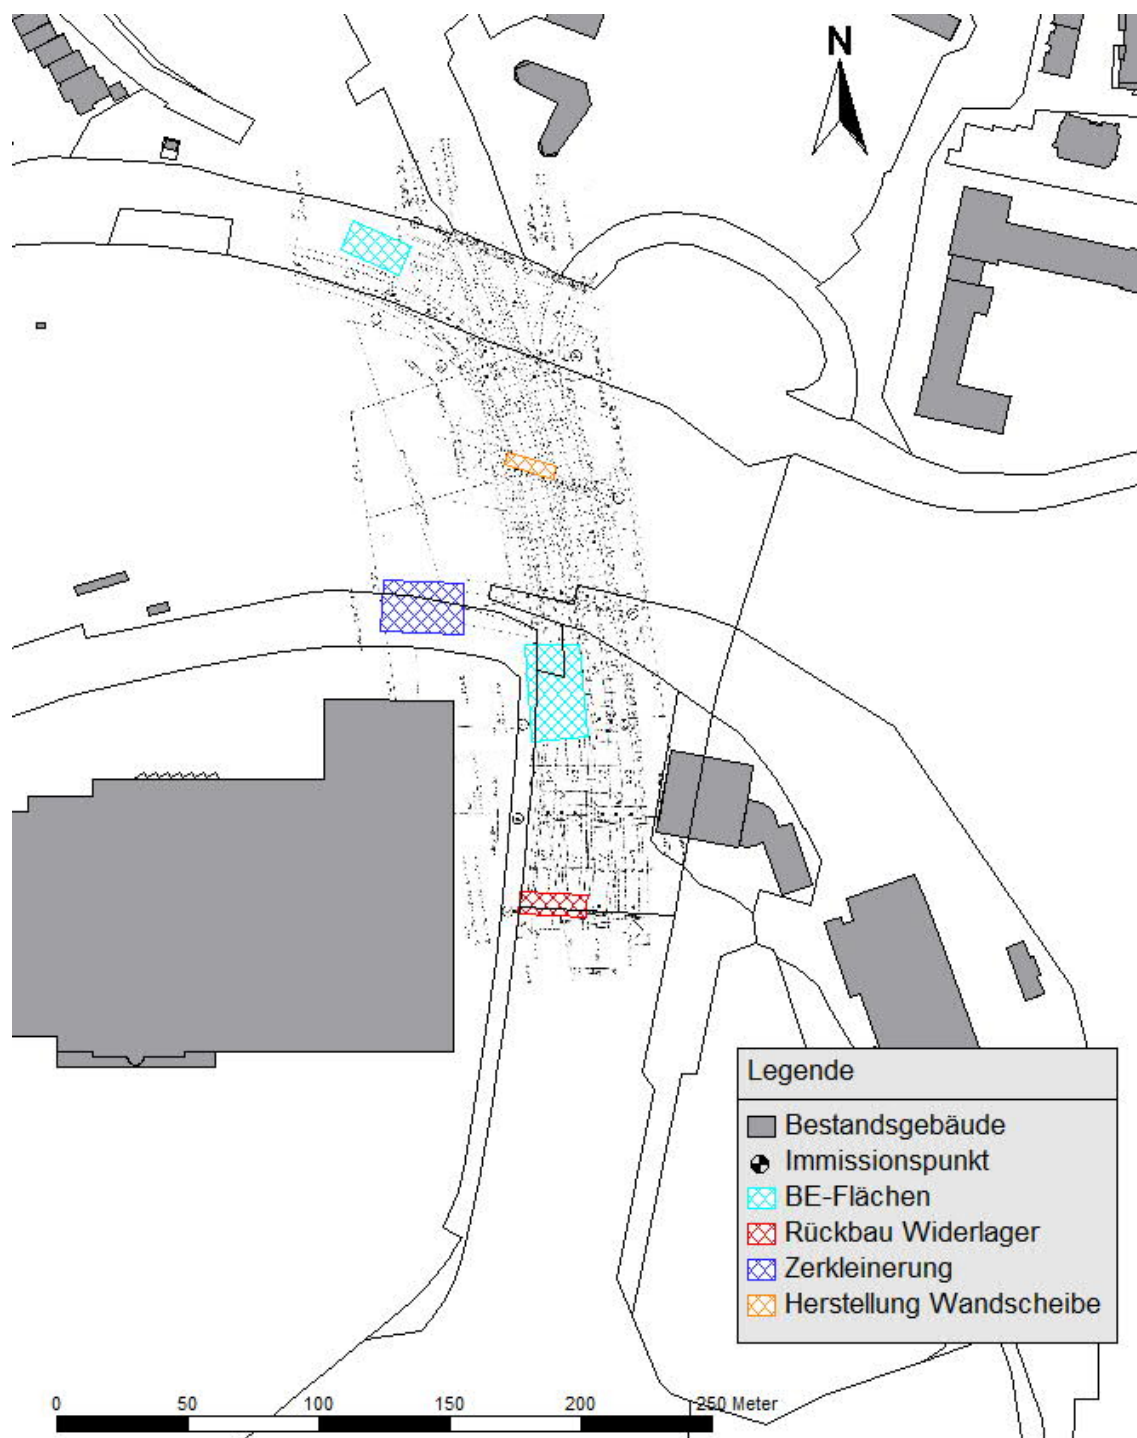 N
Legende
Bestandsgebäude
Immissionspunkt
BE-Flächen
Rückbau Widerlager
Zerkleinerung
Herstellung Wandscheibe
0 50 100 150 200 250 Meter